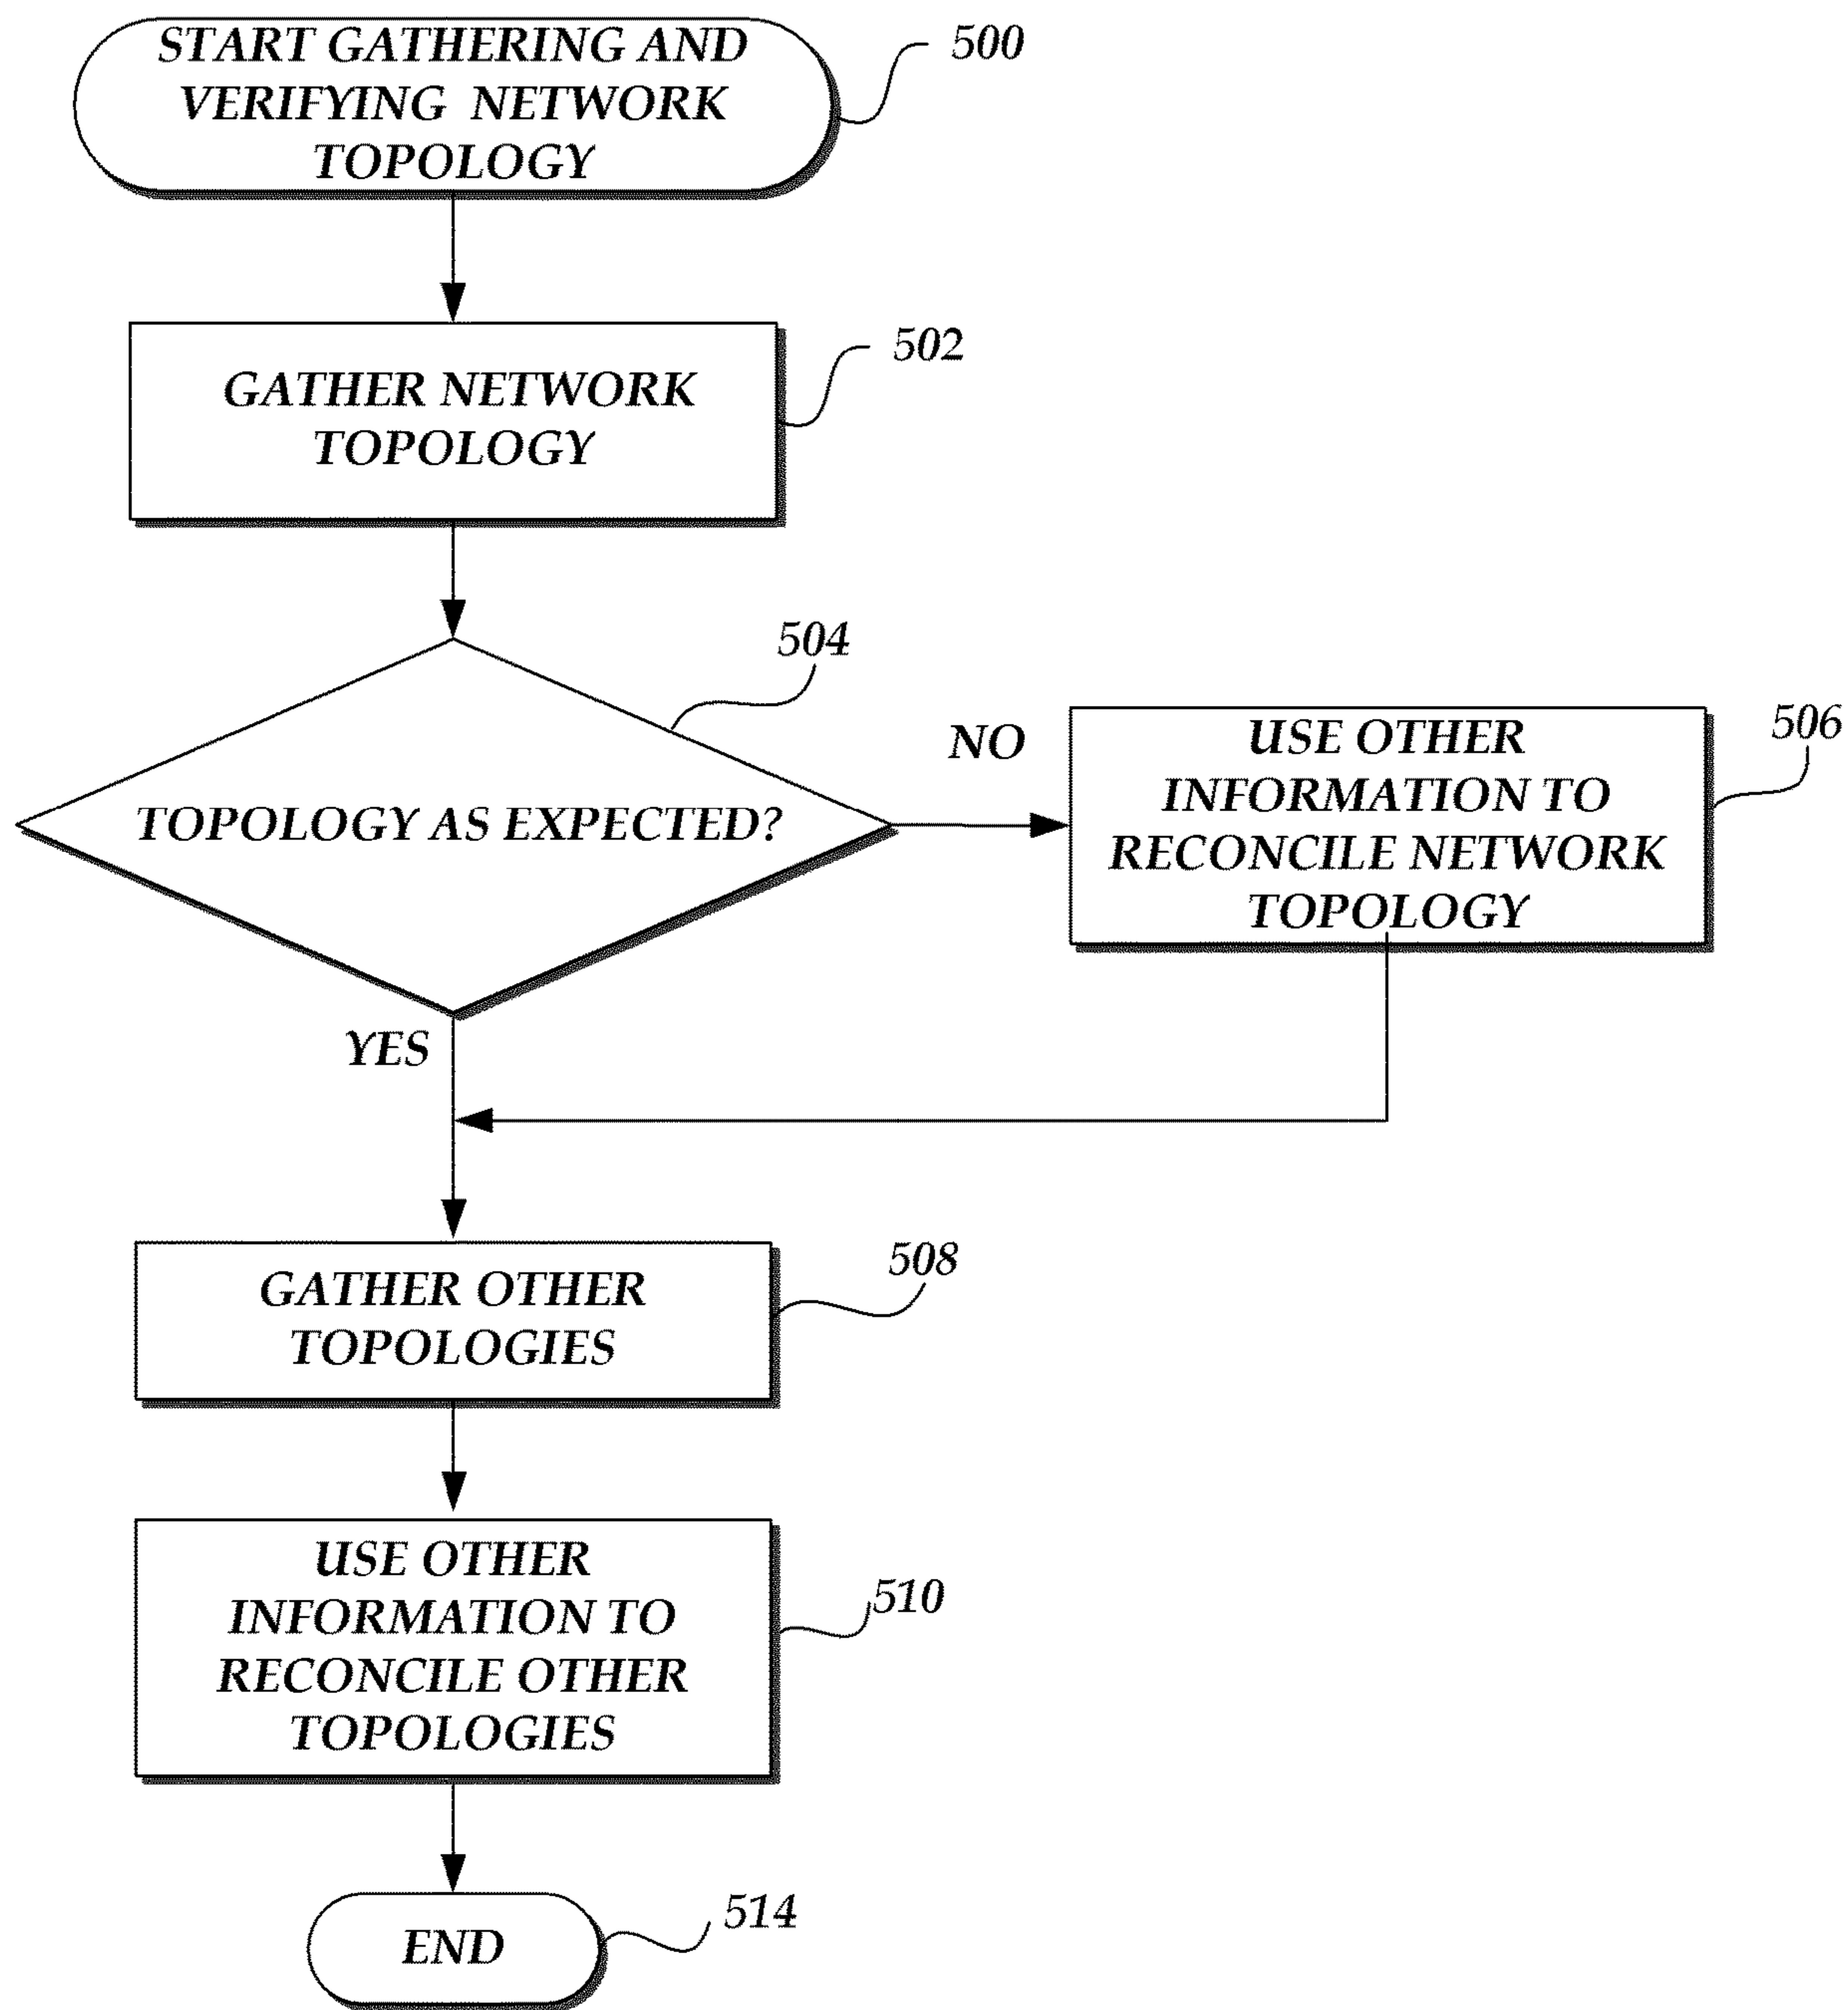 START GATHERING AND
VERIFYING NETWORK
TOPOLOGY
500
GATHER NETWORK
TOPOLOGY
502
TOPOLOGY AS EXPECTED?
504
NO
USE OTHER
INFORMATION TO
RECONCILE NETWORK
TOPOLOGY
506
YES
GATHER OTHER
TOPOLOGIES
508
USE OTHER
INFORMATION TO
RECONCILE OTHER
TOPOLOGIES
510
END
514